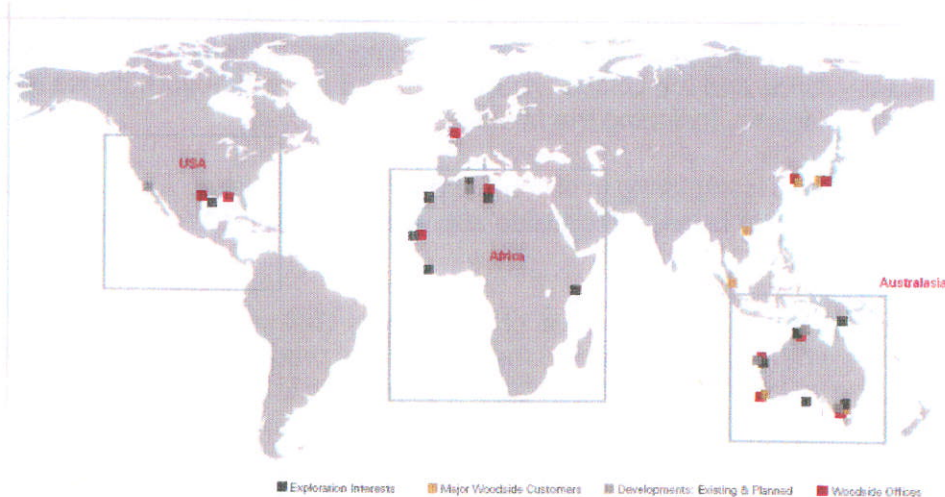 USA
Africa
Australasia
Exploration Interests
Major Woodside Customers
Developments: Existing & Planned
Woodside Offices